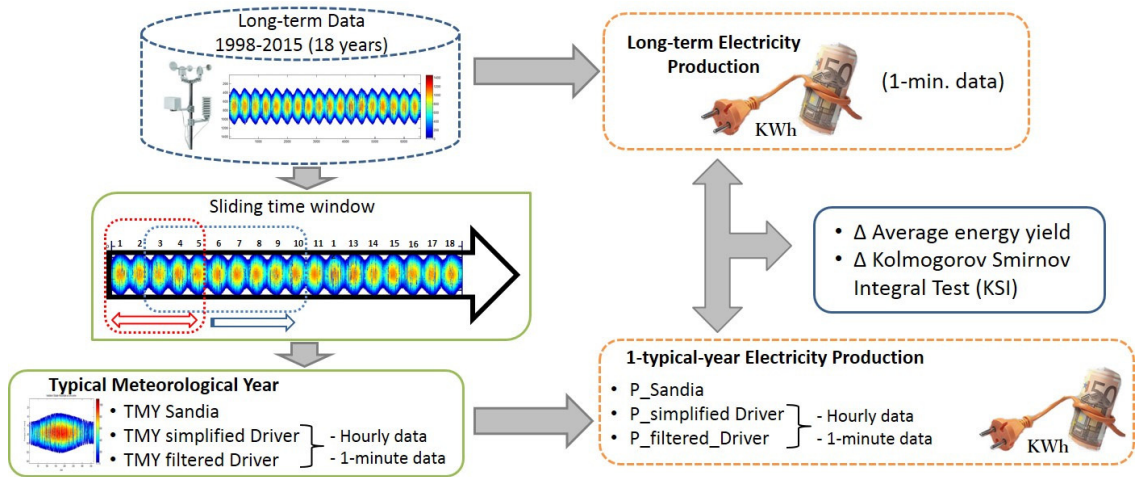 Long-term Data
1998-2015 (18 years)
Long-term Electricity
Production
(1-min. data)
50
KWh
Sliding time window
1 2 3 4 5 6 7 8 9 10 11 1 13 14 15 16 17 18
• Δ Average energy yield
• Δ Kolmogorov Smirnov
Integral Test (KSI)
Typical Meteorological Year
• TMY Sandia
• TMY simplified Driver
• TMY filtered Driver
- Hourly data
- 1-minute data
1-typical-year Electricity Production
• P_Sandia
• P_simplified Driver
• P_filtered_Driver
- Hourly data
- 1-minute data
50
KWh